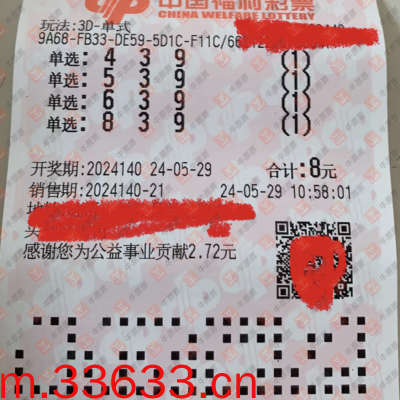 中国福利彩票
CHINA WELFARE LOTTERY
玩法:3D-单式
9A68-FB33-DE59-5D1C-F11C/66
单选: 4 3 9 (1)
单选: 5 3 9 (1)
单选: 6 3 9 (1)
单选: 8 3 9 (1)
开奖期:2024140 24-05-29 合计:8元
销售期:2024140-21 24-05-29 10:58:01
感谢您为公益事业贡献2.72元
m.33633.cn